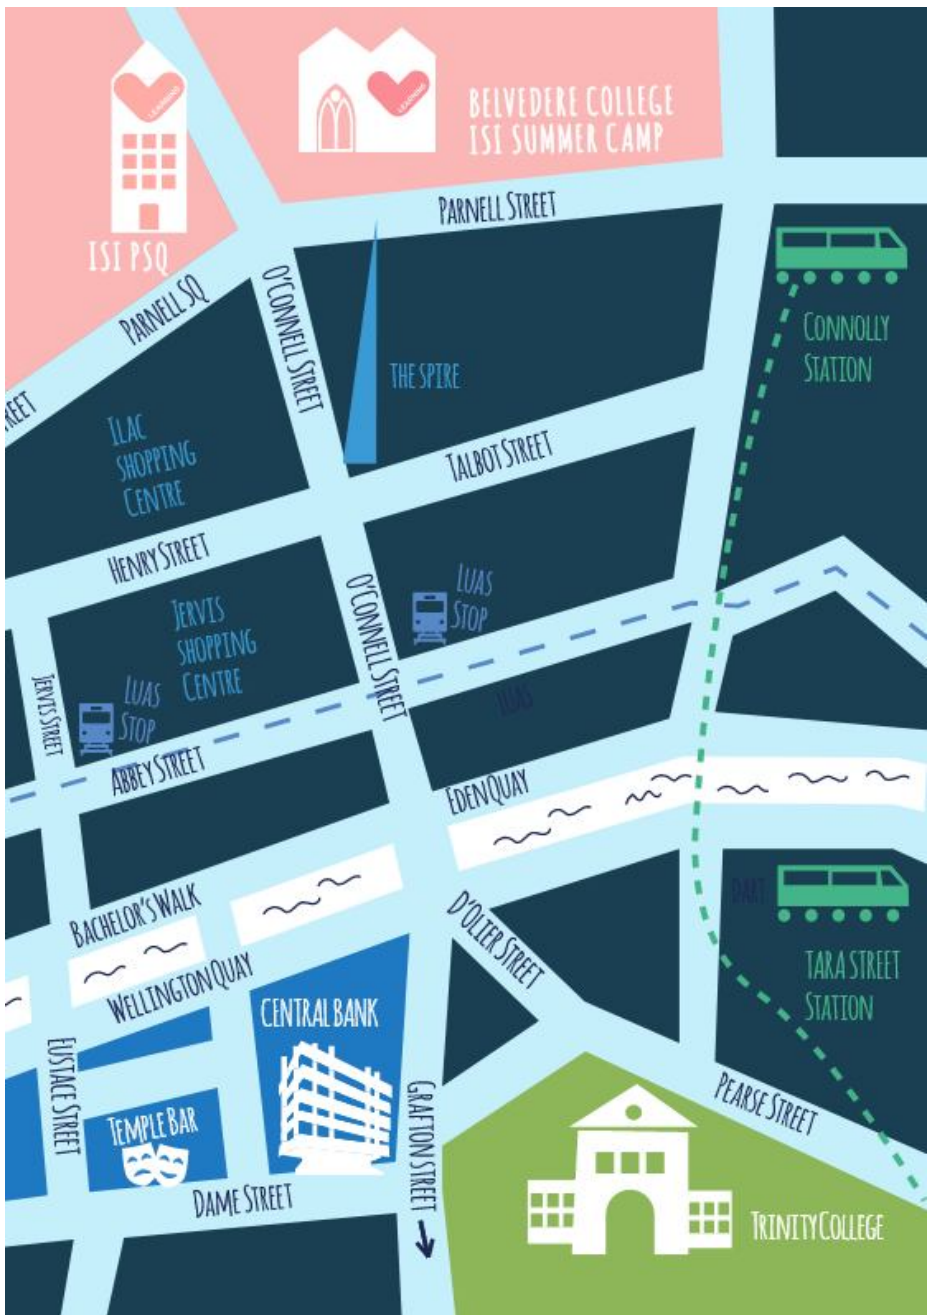 LEARNING
LEARNING
BELVEDERE COLLEGE
ISI SUMMER CAMP
ISI PSQ
PARNELL STREET
PARNELL SQ
O'CONNELL STREET
CONNOLLY
STATION
THE SPIRE
ILAC
SHOPPING
CENTRE
TALBOT STREET
HENRY STREET
O'CONNELL STREET
LUAS
STOP
JERVIS
SHOPPING
CENTRE
JERVIS STREET
LUAS
STOP
LUAS
ABBEY STREET
EDEN QUAY
BACHELOR'S WALK
DART
D'OLIER STREET
WELLINGTON QUAY
TARA STREET
STATION
CENTRAL BANK
EUSTACE STREET
TEMPLE BAR
GRAFTON STREET
PEARSE STREET
DAME STREET
TRINITY COLLEGE